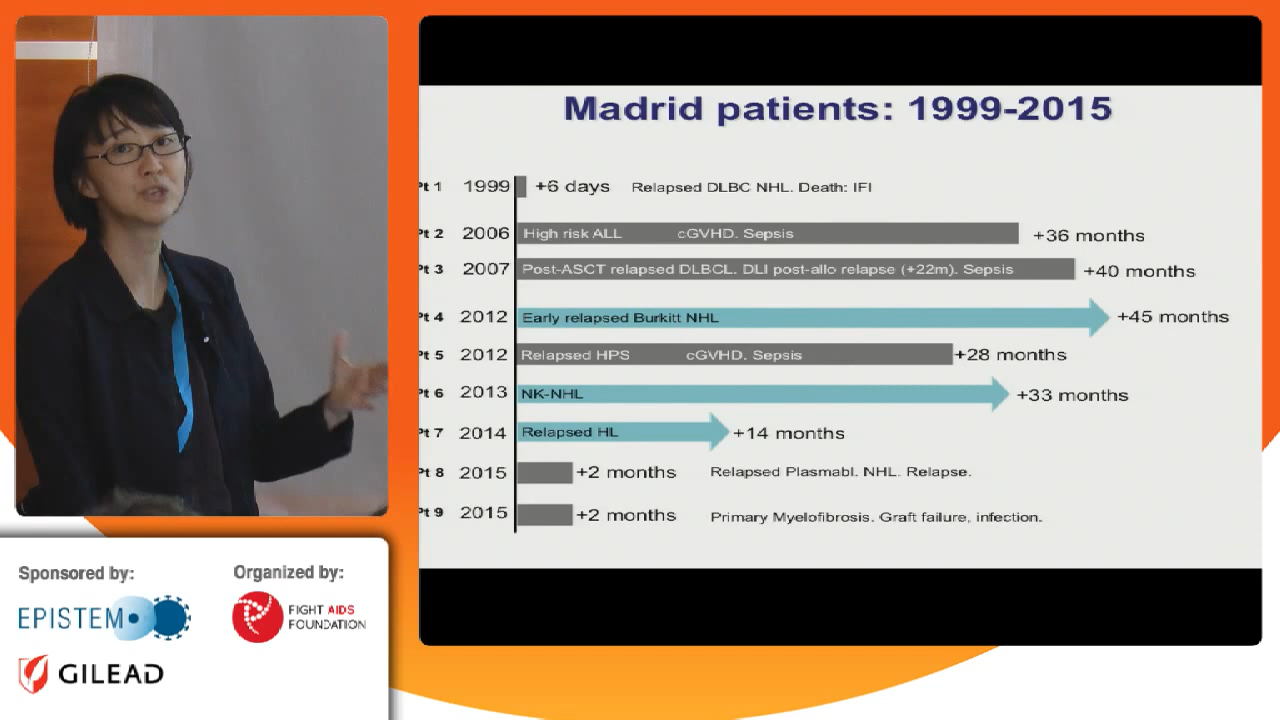 Madrid patients: 1999-2015
Pt 1 1999 +6 days Relapsed DLBC NHL. Death: IFI
Pt 2 2006 High risk ALL cGVHD. Sepsis +36 months
Pt 3 2007 Post-ASCT relapsed DLBCL. DLI post-allo relapse (+22m). Sepsis +40 months
Pt 4 2012 Early relapsed Burkitt NHL +45 months
Pt 5 2012 Relapsed HPS cGVHD. Sepsis +28 months
Pt 6 2013 NK-NHL +33 months
Pt 7 2014 Relapsed HL +14 months
Pt 8 2015 +2 months Relapsed Plasmabl. NHL. Relapse.
Pt 9 2015 +2 months Primary Myelofibrosis. Graft failure, infection.
Sponsored by:
EPISTEM
GILEAD
Organized by:
FIGHT AIDS
FOUNDATION